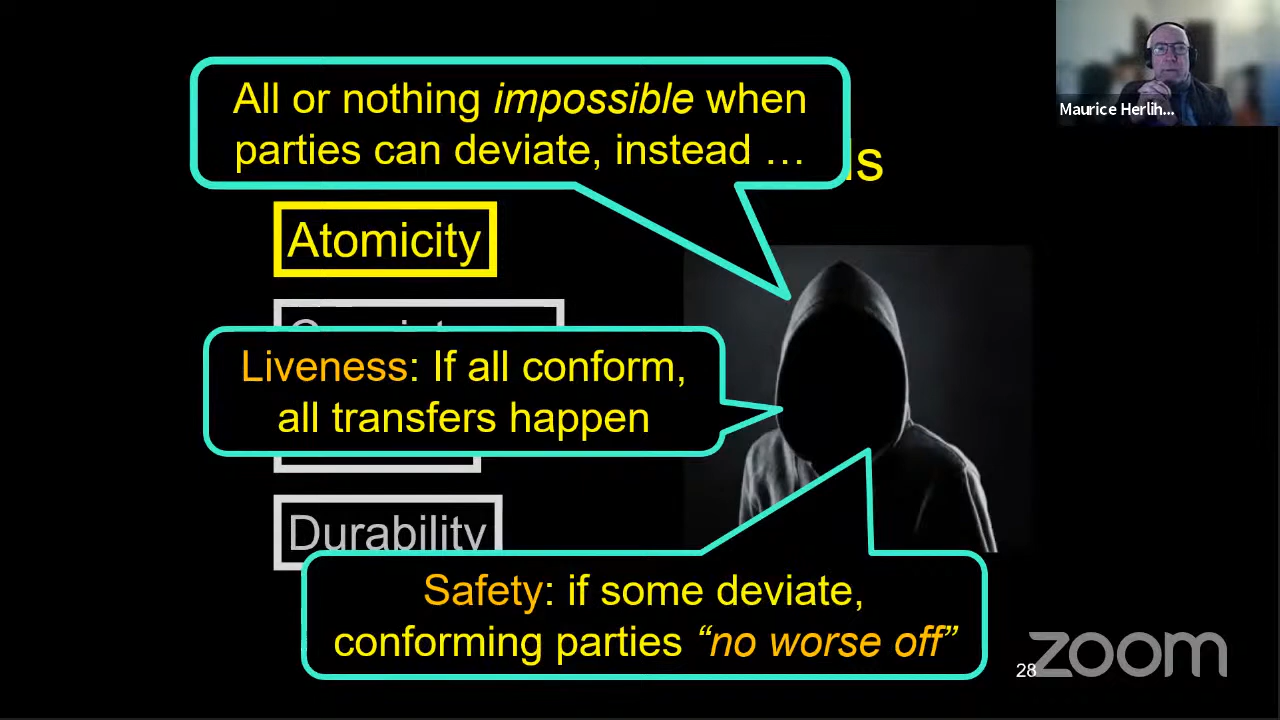 Maurice Herlih...
All or nothing impossible when
parties can deviate, instead …
Atomicity
Liveness: If all conform,
all transfers happen
Durability
Safety: if some deviate,
conforming parties “no worse off”
28
zoom